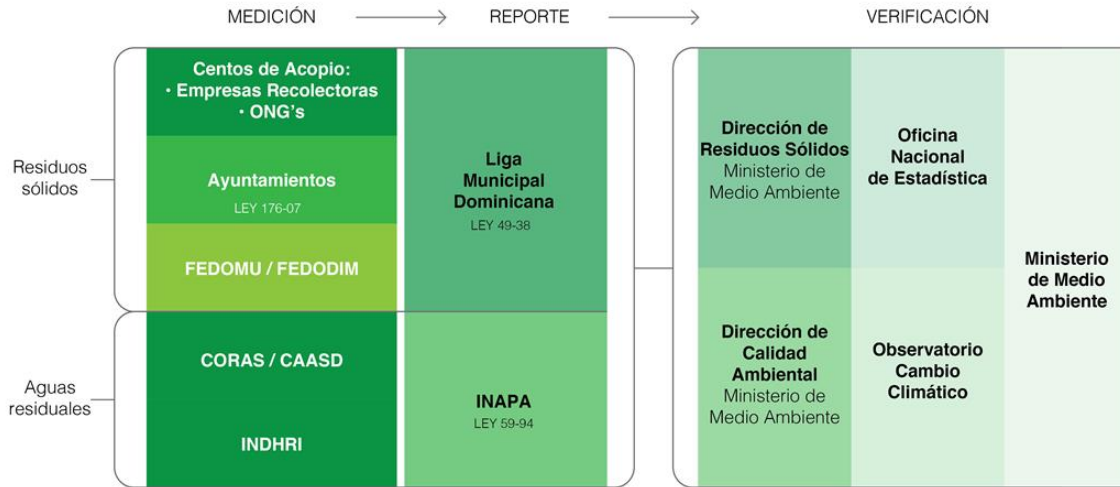 MEDICIÓN
REPORTE
VERIFICACIÓN
Residuos
sólidos
Centos de Acopio:
· Empresas Recolectoras
· ONG's
Ayuntamientos
LEY 176-07
FEDOMU / FEDODIM
Liga
Municipal
Dominicana
LEY 49-38
Dirección de
Residuos Sólidos
Ministerio de
Medio Ambiente
Oficina
Nacional
de Estadística
Ministerio
de Medio
Ambiente
Aguas
residuales
CORAS / CAASD
INDHRI
INAPA
LEY 59-94
Dirección de
Calidad
Ambiental
Ministerio de
Medio Ambiente
Observatorio
Cambio
Climático